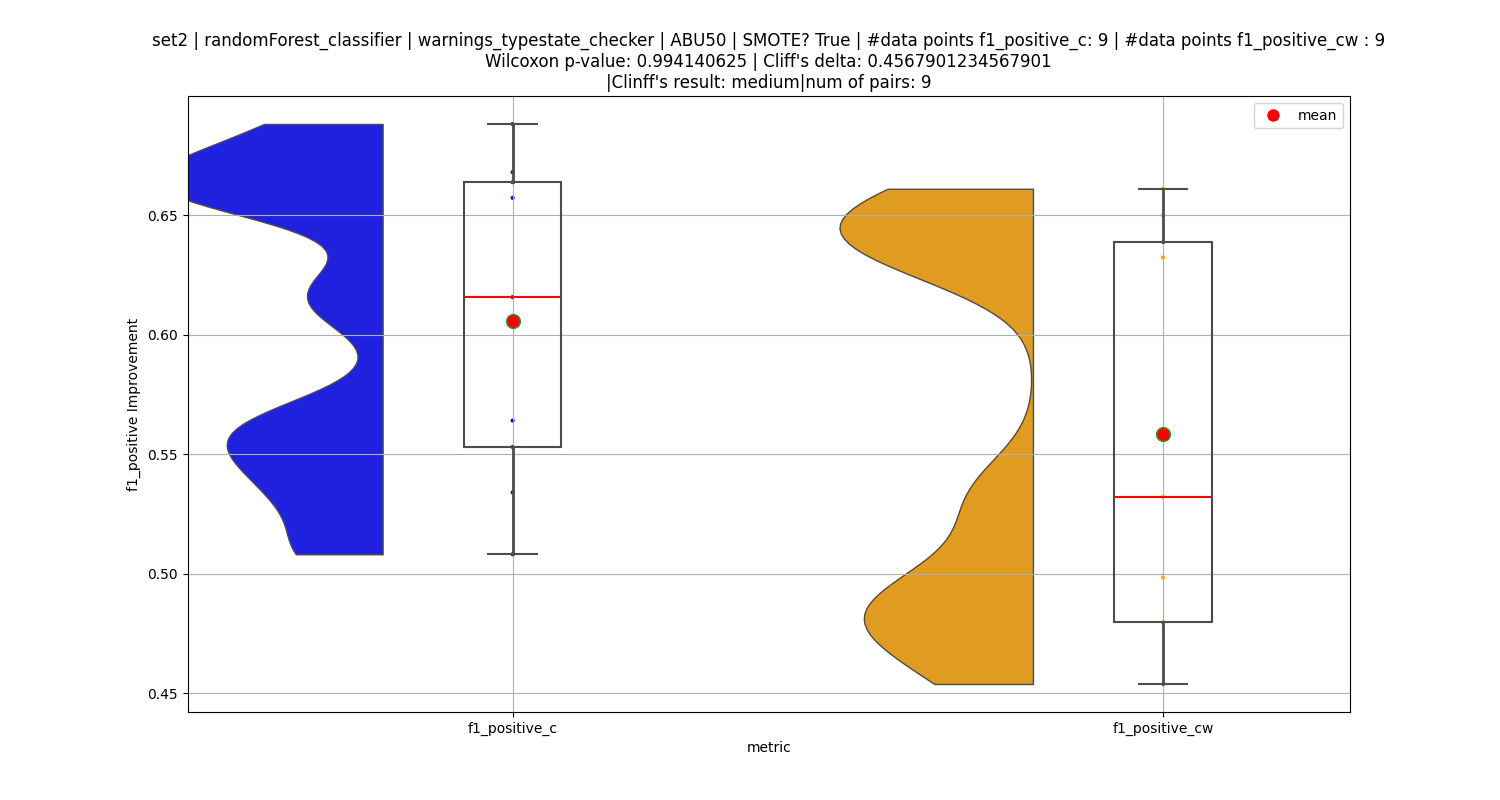 set2 | randomForest_classifier | warnings_typestate_checker | ABU50 | SMOTE? True | #data points f1_positive_c: 9 | #data points f1_positive_cw : 9
Wilcoxon p-value: 0.994140625 | Cliff's delta: 0.4567901234567901
|Clinff's result: medium|num of pairs: 9
mean
0.65
0.60
0.55
0.50
0.45
f1_positive Improvement
f1_positive_c
f1_positive_cw
metric